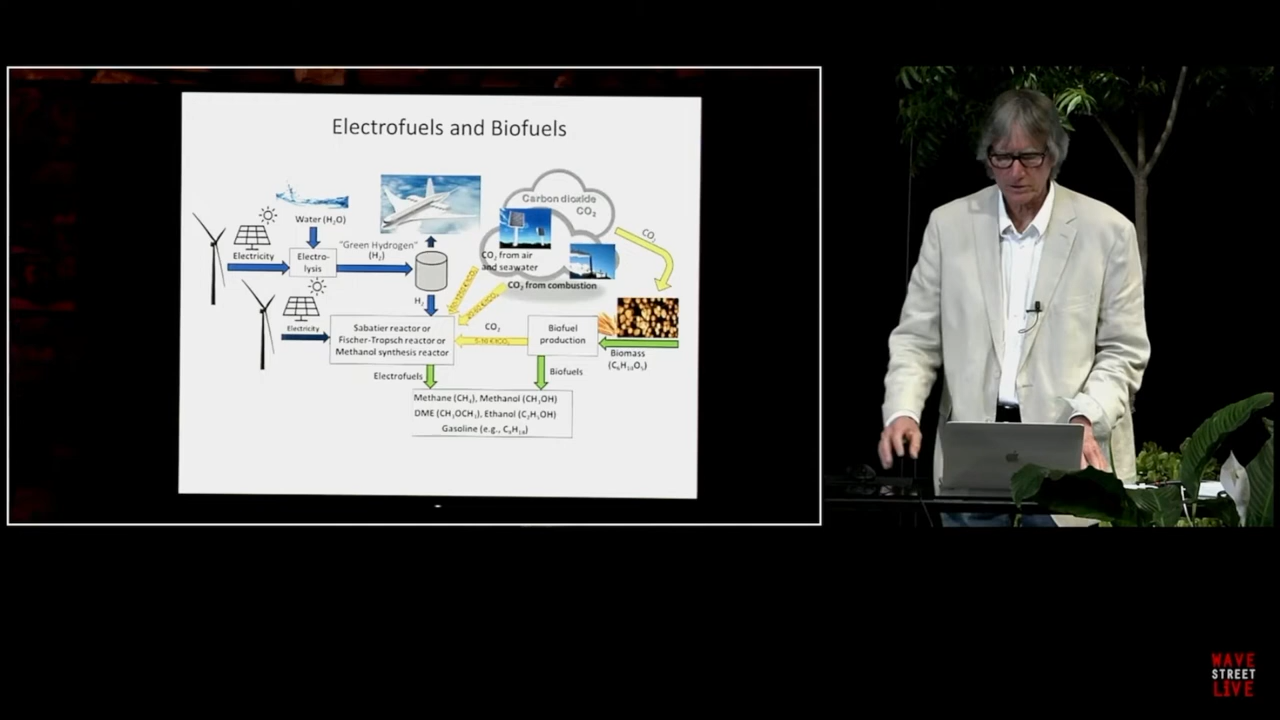 Electrofuels and Biofuels
Water (H₂O)
Carbon dioxide
CO₂
CO₂
Electricity
Electro-
lysis
"Green Hydrogen"
(H₂)
CO₂ from air
and seawater
CO₂ from combustion
H₂
Electricity
Sabatier reactor or
Fischer-Tropsch reactor or
Methanol synthesis reactor
CO₂
Biofuel
production
Biomass
(C₆H₁₀O₅)
Electrofuels
Biofuels
Methane (CH₄), Methanol (CH₃OH)
DME (CH₃OCH₃), Ethanol (C₂H₅OH)
Gasoline (e.g., C₆H₁₄)
WAVE
STREET
LIVE